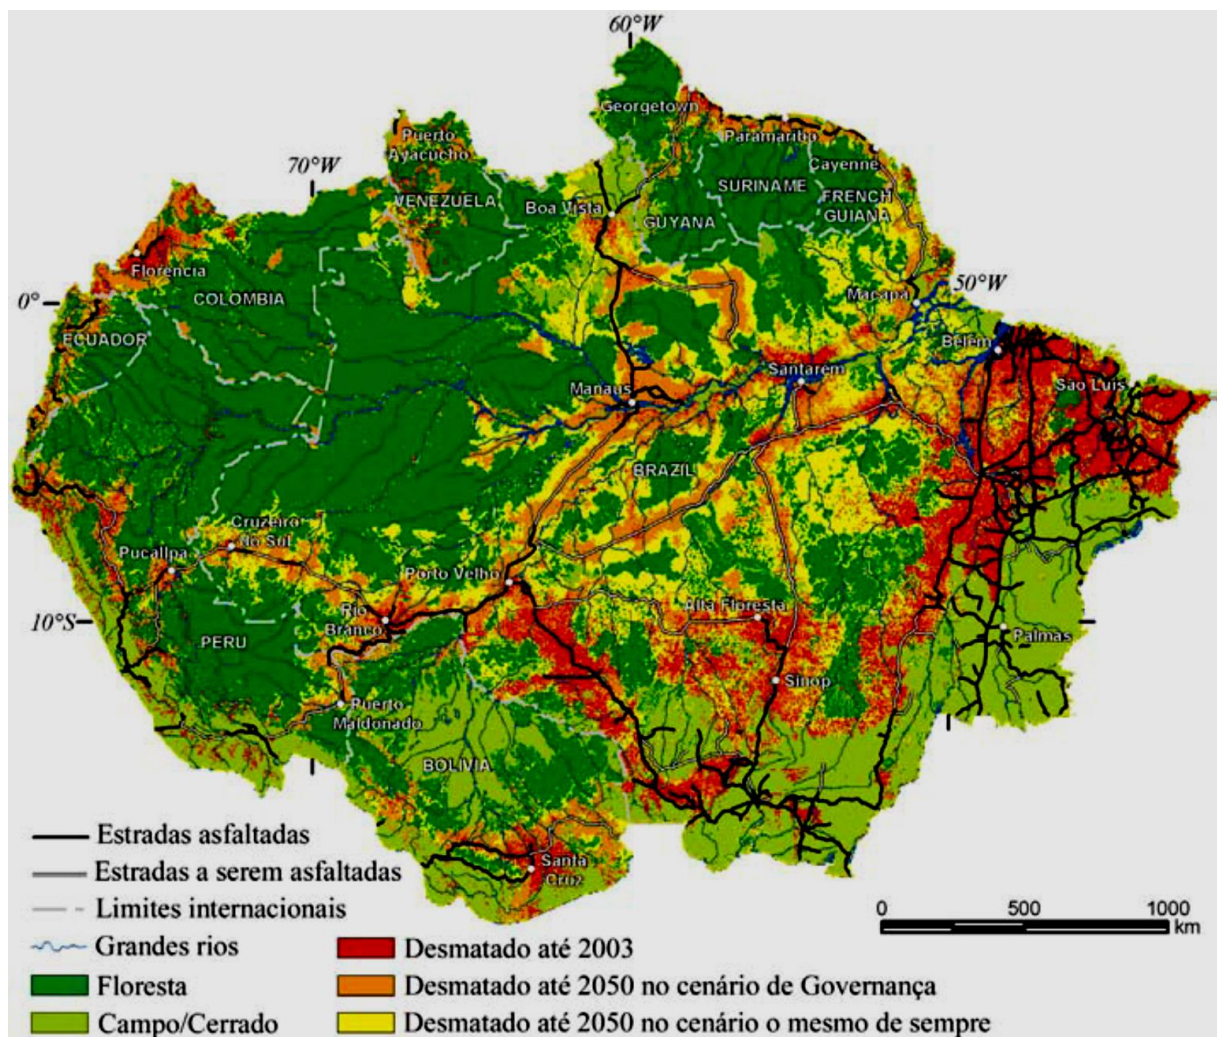 60°W
Georgetown
Puerto
Ayacucho
Paramaribo
70°W
Cayenne
SURINAME
FRENCH
GUIANA
VENEZUELA
Boa Vista
GUYANA
Florencia
50°W
0°
COLOMBIA
Macapa
ECUADOR
Belém
Santarém
São Luís
Manaus
BRAZIL
Cruzeiro
do Sul
Pucallpa
Porto Velho
Alta Floresta
Rio
Branco
10°S
PERU
Palmas
Sinop
Puerto
Maldonado
BOLIVIA
Santa
Cruz
Estradas asfaltadas
Estradas a serem asfaltadas
Limites internacionais
Grandes rios
Floresta
Campo/Cerrado
Desmatado até 2003
Desmatado até 2050 no cenário de Governança
Desmatado até 2050 no cenário o mesmo de sempre
0 500 1000
km